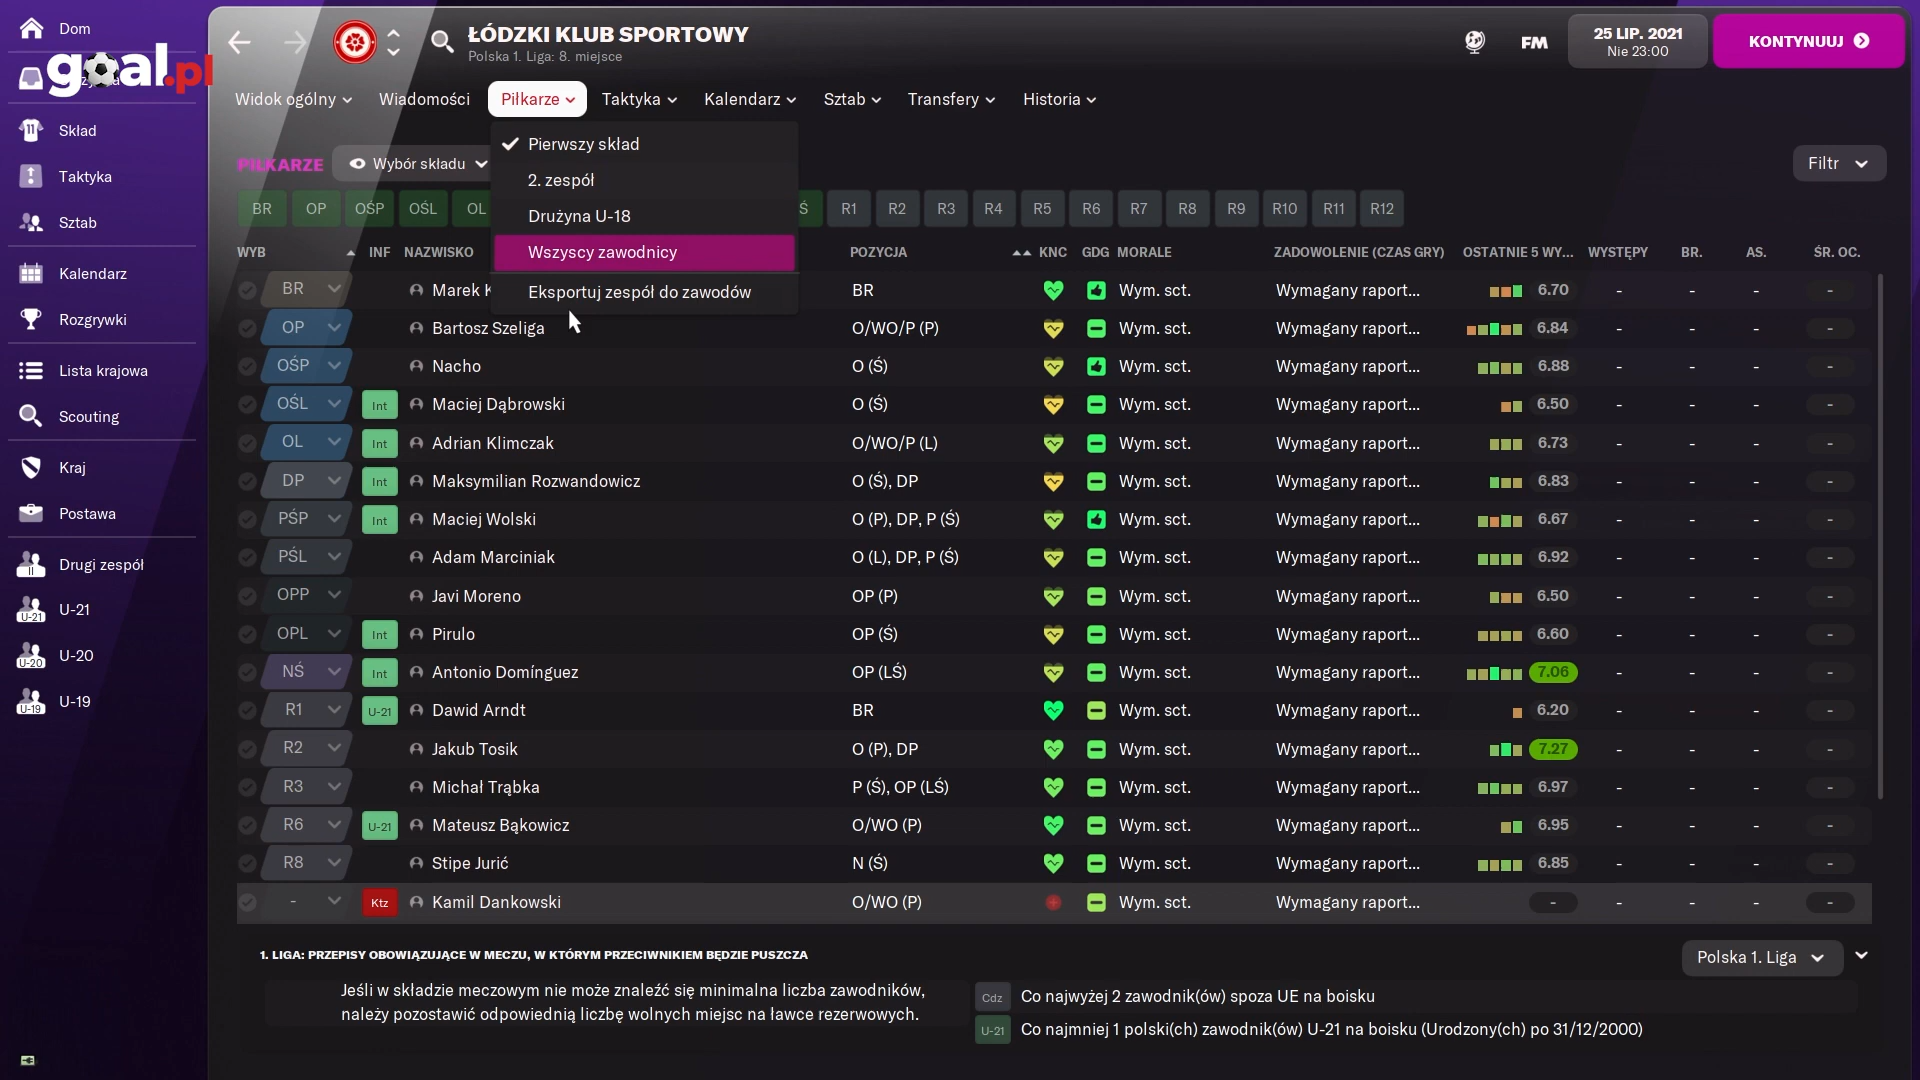 Dom
goal.pl
Skład
Taktyka
Sztab
Kalendarz
Rozgrywki
Lista krajowa
Scouting
Kraj
Postawa
Drugi zespół
U-21 U-21
U-20 U-20
U-19 U-19
ŁÓDZKI KLUB SPORTOWY
Polska 1. Liga: 8. miejsce
FM
25 LIP. 2021
Nie 23:00
KONTYNUUJ
Widok ogólny Wiadomości Piłkarze Taktyka Kalendarz Sztab Transfery Historia
Pierwszy skład
2. zespół
Drużyna U-18
Wszyscy zawodnicy
Eksportuj zespół do zawodów
PIŁKARZE Wybór składu Filtr
BR OP OŚP OŚL OL Ś R1 R2 R3 R4 R5 R6 R7 R8 R9 R10 R11 R12
WYB INF NAZWISKO POZYCJA KNC GDG MORALE ZADOWOLENIE (CZAS GRY) OSTATNIE 5 WY... WYSTĘPY BR. AS. ŚR. OC.
BR Marek BR Wym. sct. Wymagany raport... 6.70 - - - -
OP Bartosz Szeliga O/WO/P (P) Wym. sct. Wymagany raport... 6.84 - - - -
OŚP Nacho O (Ś) Wym. sct. Wymagany raport... 6.88 - - - -
OŚL Int Maciej Dąbrowski O (Ś) Wym. sct. Wymagany raport... 6.50 - - - -
OL Int Adrian Klimczak O/WO/P (L) Wym. sct. Wymagany raport... 6.73 - - - -
DP Int Maksymilian Rozwandowicz O (Ś), DP Wym. sct. Wymagany raport... 6.83 - - - -
PŚP Int Maciej Wolski O (P), DP, P (Ś) Wym. sct. Wymagany raport... 6.67 - - - -
PŚL Adam Marciniak O (L), DP, P (Ś) Wym. sct. Wymagany raport... 6.92 - - - -
OPP Javi Moreno OP (P) Wym. sct. Wymagany raport... 6.50 - - - -
OPL Int Pirulo OP (Ś) Wym. sct. Wymagany raport... 6.60 - - - -
NŚ Int Antonio Domínguez OP (LŚ) Wym. sct. Wymagany raport... 7.06 - - - -
R1 U-21 Dawid Arndt BR Wym. sct. Wymagany raport... 6.20 - - - -
R2 Jakub Tosik O (P), DP Wym. sct. Wymagany raport... 7.27 - - - -
R3 Michał Trąbka P (Ś), OP (LŚ) Wym. sct. Wymagany raport... 6.97 - - - -
R6 U-21 Mateusz Bąkowicz O/WO (P) Wym. sct. Wymagany raport... 6.95 - - - -
R8 Stipe Jurić N (Ś) Wym. sct. Wymagany raport... 6.85 - - - -
- Ktz Kamil Dankowski O/WO (P) Wym. sct. Wymagany raport... - - - - -
1. LIGA: PRZEPISY OBOWIĄZUJĄCE W MECZU, W KTÓRYM PRZECIWNIKIEM BĘDZIE PUSZCZA
Polska 1. Liga
Jeśli w składzie meczowym nie może znaleźć się minimalna liczba zawodników,
należy pozostawić odpowiednią liczbę wolnych miejsc na ławce rezerwowych.
Cdz Co najwyżej 2 zawodnik(ów) spoza UE na boisku
U-21 Co najmniej 1 polski(ch) zawodnik(ów) U-21 na boisku (Urodzony(ch) po 31/12/2000)